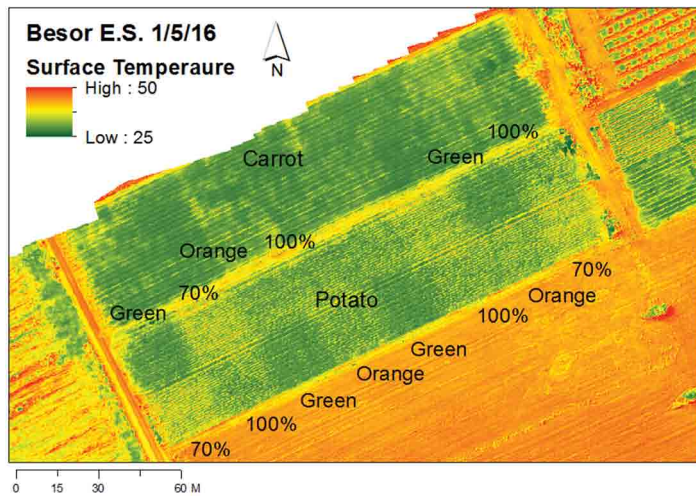 Besor E.S. 1/5/16
Surface Temperaure
High : 50
Low : 25
N
100%
Green
Carrot
Orange
100%
70%
Green
Potato
70%
Orange
100%
Green
Orange
Green
100%
70%
0 15 30 60 M